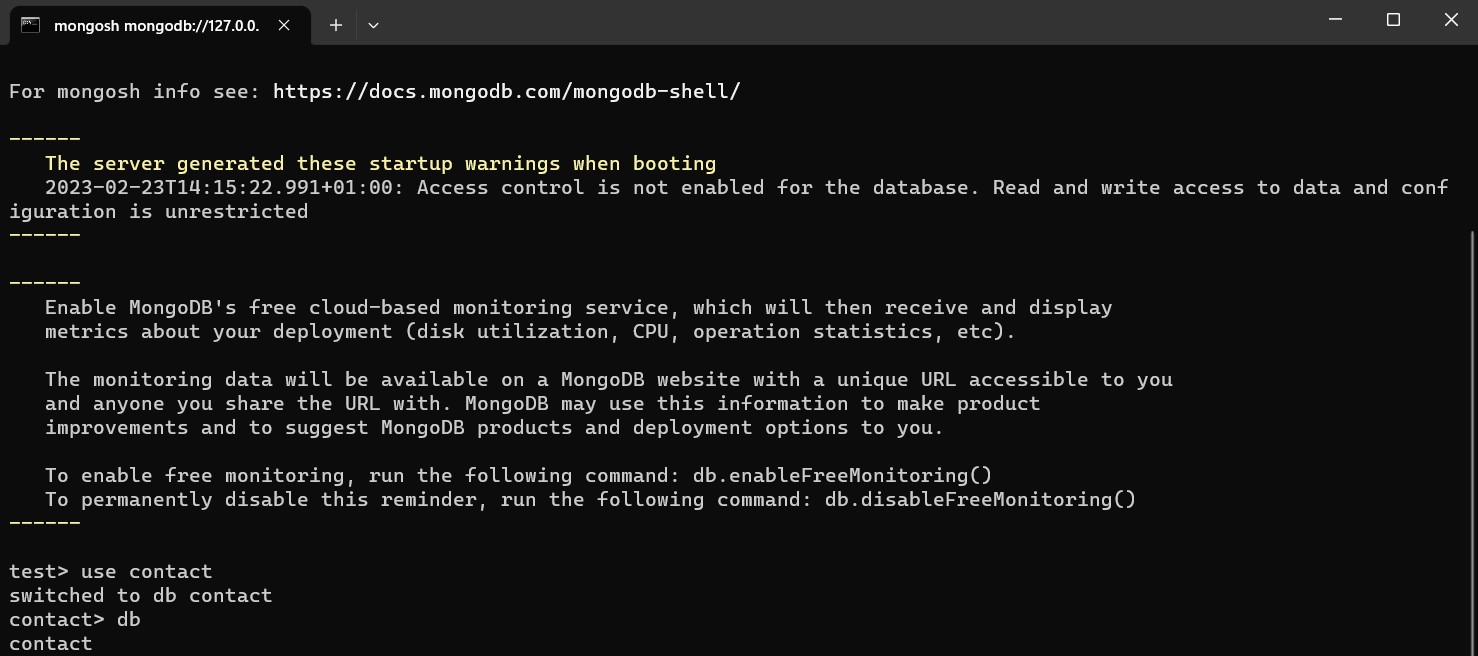 mongosh mongodb://127.0.0.
For mongosh info see: https://docs.mongodb.com/mongodb-shell/
------
The server generated these startup warnings when booting
2023-02-23T14:15:22.991+01:00: Access control is not enabled for the database. Read and write access to data and conf
iguration is unrestricted
------
------
Enable MongoDB's free cloud-based monitoring service, which will then receive and display
metrics about your deployment (disk utilization, CPU, operation statistics, etc).
The monitoring data will be available on a MongoDB website with a unique URL accessible to you
and anyone you share the URL with. MongoDB may use this information to make product
improvements and to suggest MongoDB products and deployment options to you.
To enable free monitoring, run the following command: db.enableFreeMonitoring()
To permanently disable this reminder, run the following command: db.disableFreeMonitoring()
------
test> use contact
switched to db contact
contact> db
contact